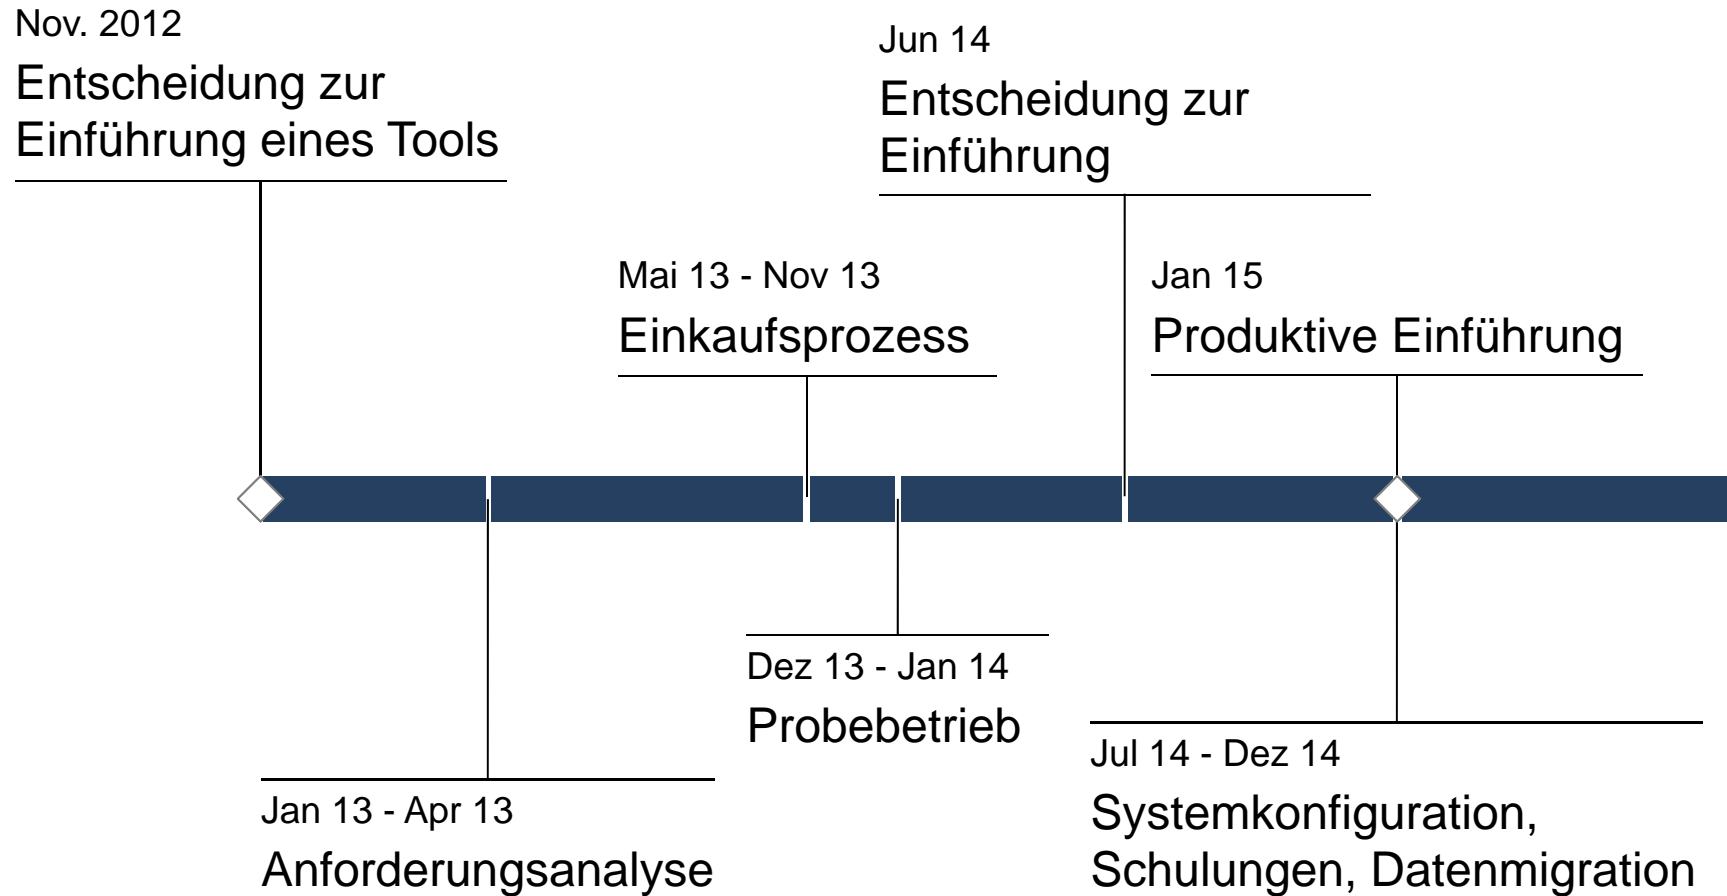 Nov. 2012
Entscheidung zur
Einführung eines Tools
Jun 14
Entscheidung zur
Einführung
Mai 13 - Nov 13
Einkaufsprozess
Jan 15
Produktive Einführung
Dez 13 - Jan 14
Probebetrieb
Jul 14 - Dez 14
Systemkonfiguration,
Schulungen, Datenmigration
Jan 13 - Apr 13
Anforderungsanalyse